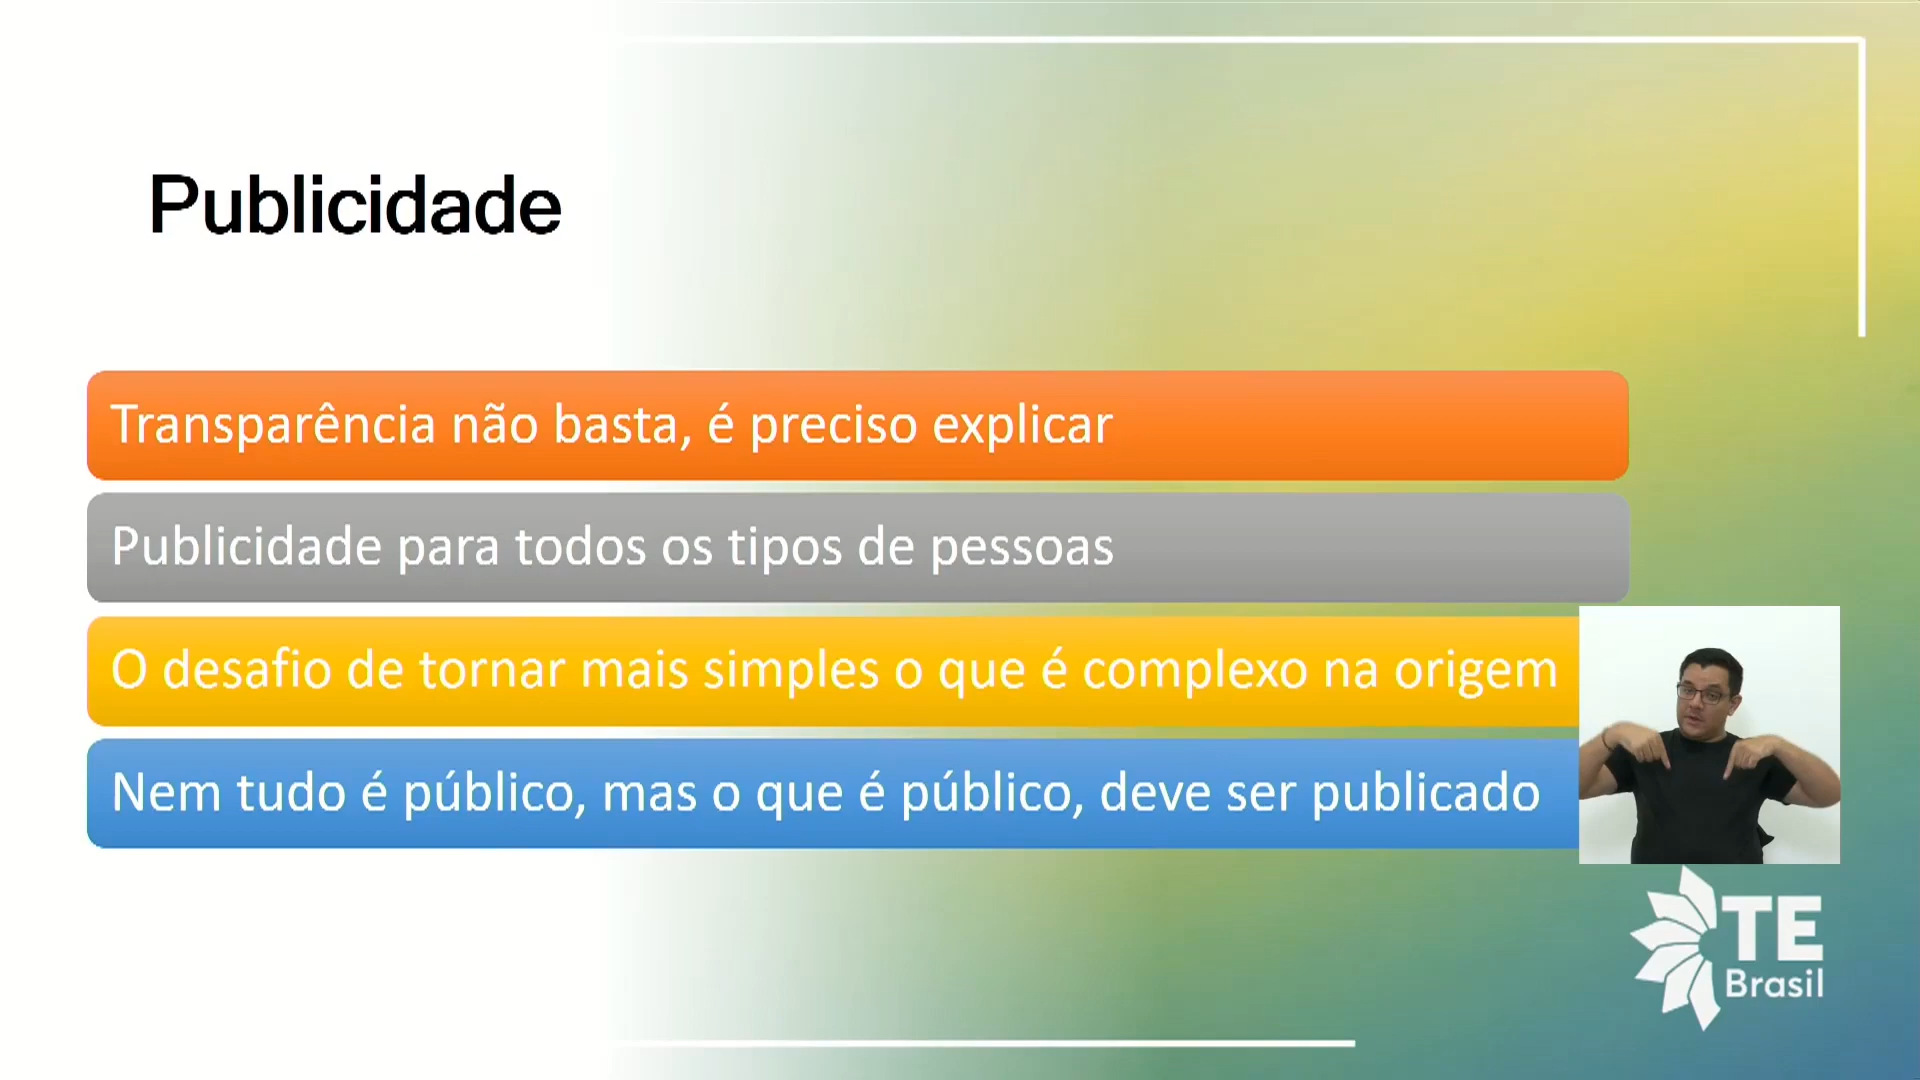 Publicidade
Transparência não basta, é preciso explicar
Publicidade para todos os tipos de pessoas
O desafio de tornar mais simples o que é complexo na origem
Nem tudo é público, mas o que é público, deve ser publicado
TE
Brasil